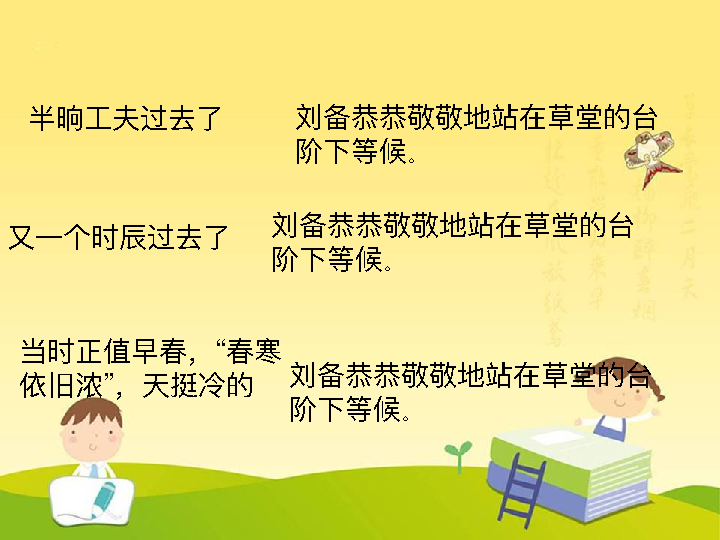 半晌工夫过去了
刘备恭恭敬敬地站在草堂的台
阶下等候。
又一个时辰过去了
刘备恭恭敬敬地站在草堂的台
阶下等候。
当时正值早春，“春寒
依旧浓”，天挺冷的
刘备恭恭敬敬地站在草堂的台
阶下等候。